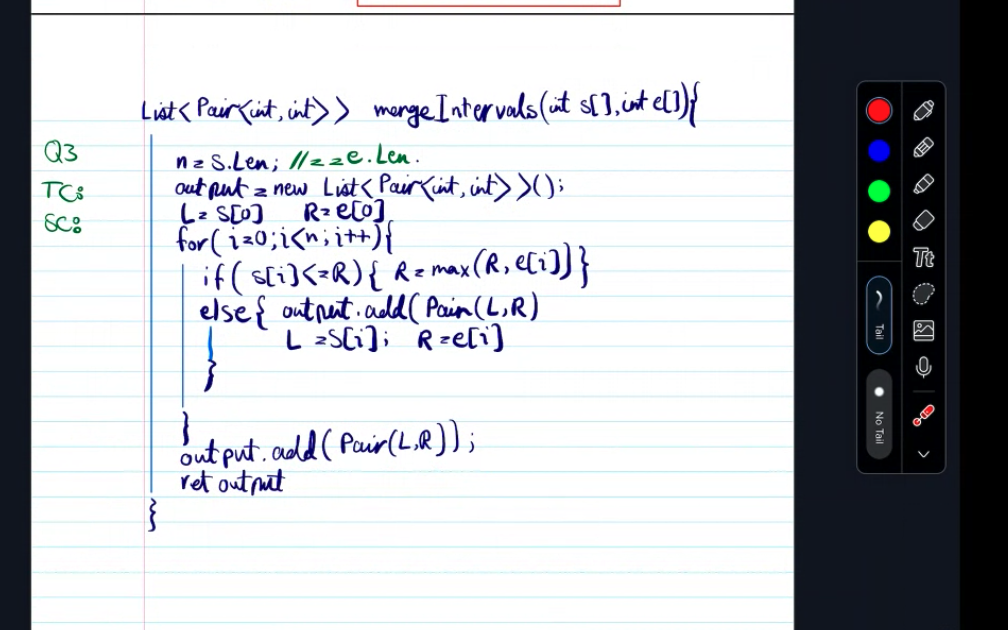 List<Pair<int,int>> mergeIntervals(int s[],int e[]){
Q3
n = s.Len; //==e.Len.
TC:
output = new List<Pair<int,int>>();
SC:
L= S[0] R= e[0]
for(i=0;i<n;i++){
if( s[i]<=R){ R=max(R, e[i])}
else{ output.add(Pair(L,R)
L =S[i]; R=e[i]
}
}
output.add(Pair(L,R));
ret output
}
Tt
Tail
No Tail